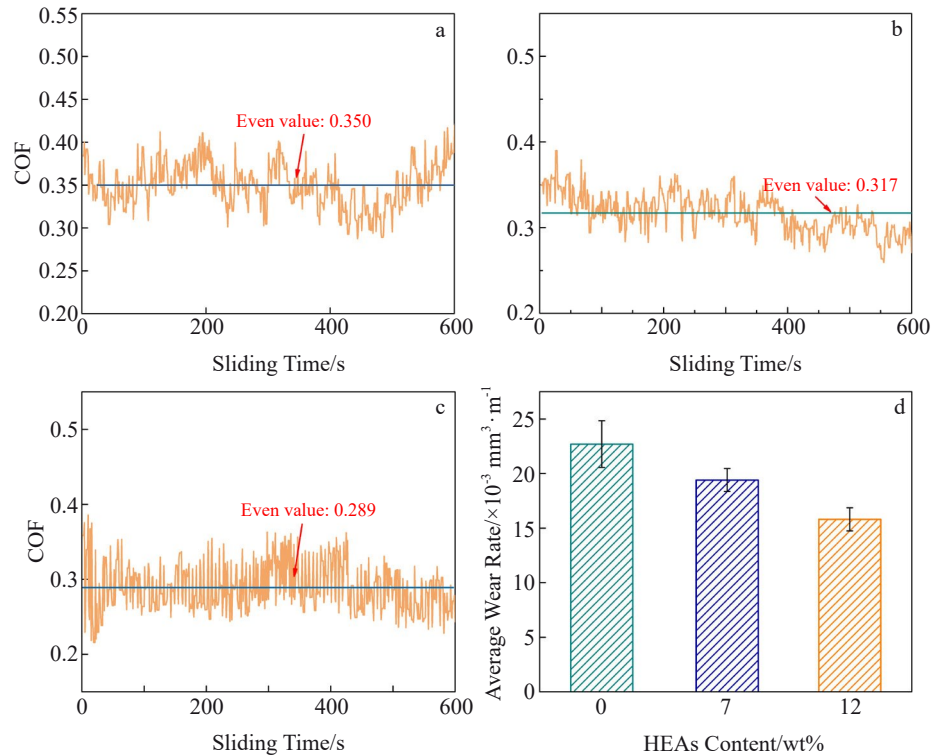 a
0.55
0.50
0.45
0.40
0.35
0.30
0.25
0.20
COF
Even value: 0.350
0
200
400
600
Sliding Time/s
b
0.5
0.4
0.3
0.2
Even value: 0.317
0
200
400
600
Sliding Time/s
c
0.5
0.4
0.3
0.2
COF
Even value: 0.289
0
200
400
600
Sliding Time/s
d
25
20
15
10
5
0
Average Wear Rate/×10⁻³ mm³·m⁻¹
0
7
12
HEAs Content/wt%